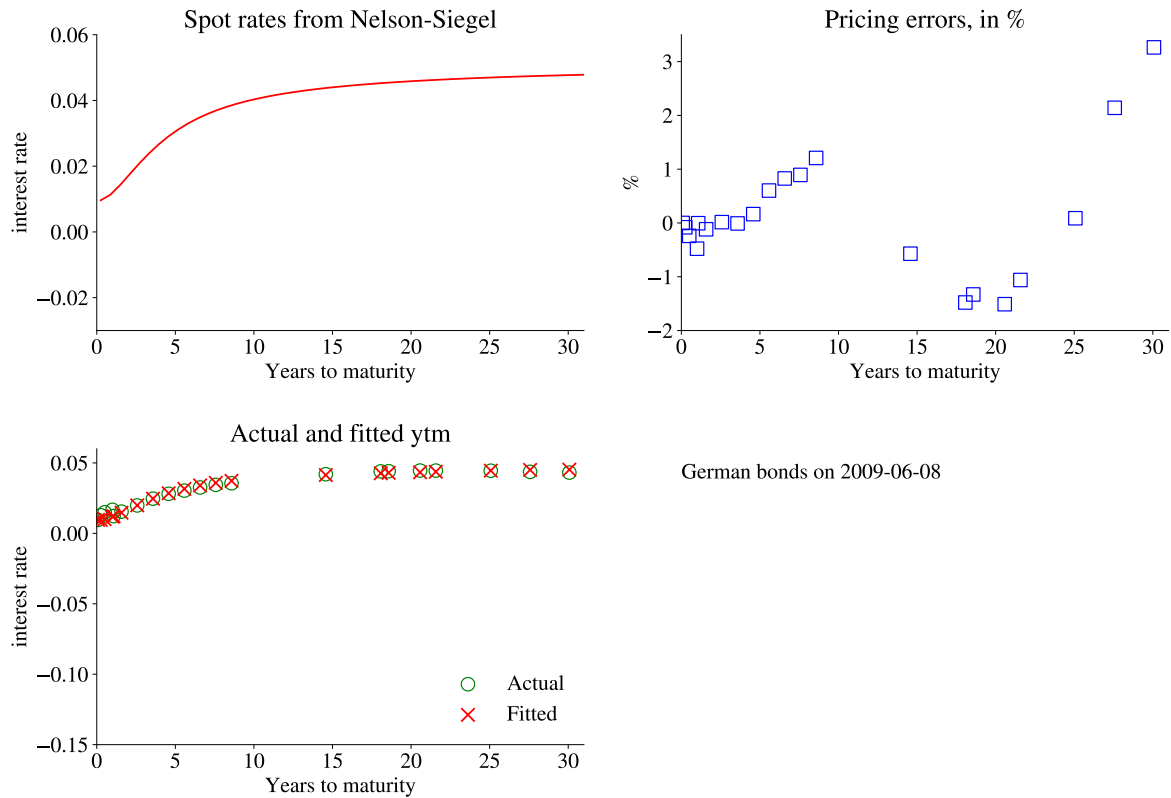 Spot rates from Nelson-Siegel
0.06
0.04
0.02
0.00
−0.02
interest rate
0 5 10 15 20 25 30
Years to maturity
Pricing errors, in %
3
2
1
0
−1
−2
%
0 5 10 15 20 25 30
Years to maturity
Actual and fitted ytm
0.05
0.00
−0.05
−0.10
−0.15
interest rate
Actual
Fitted
0 5 10 15 20 25 30
Years to maturity
German bonds on 2009-06-08